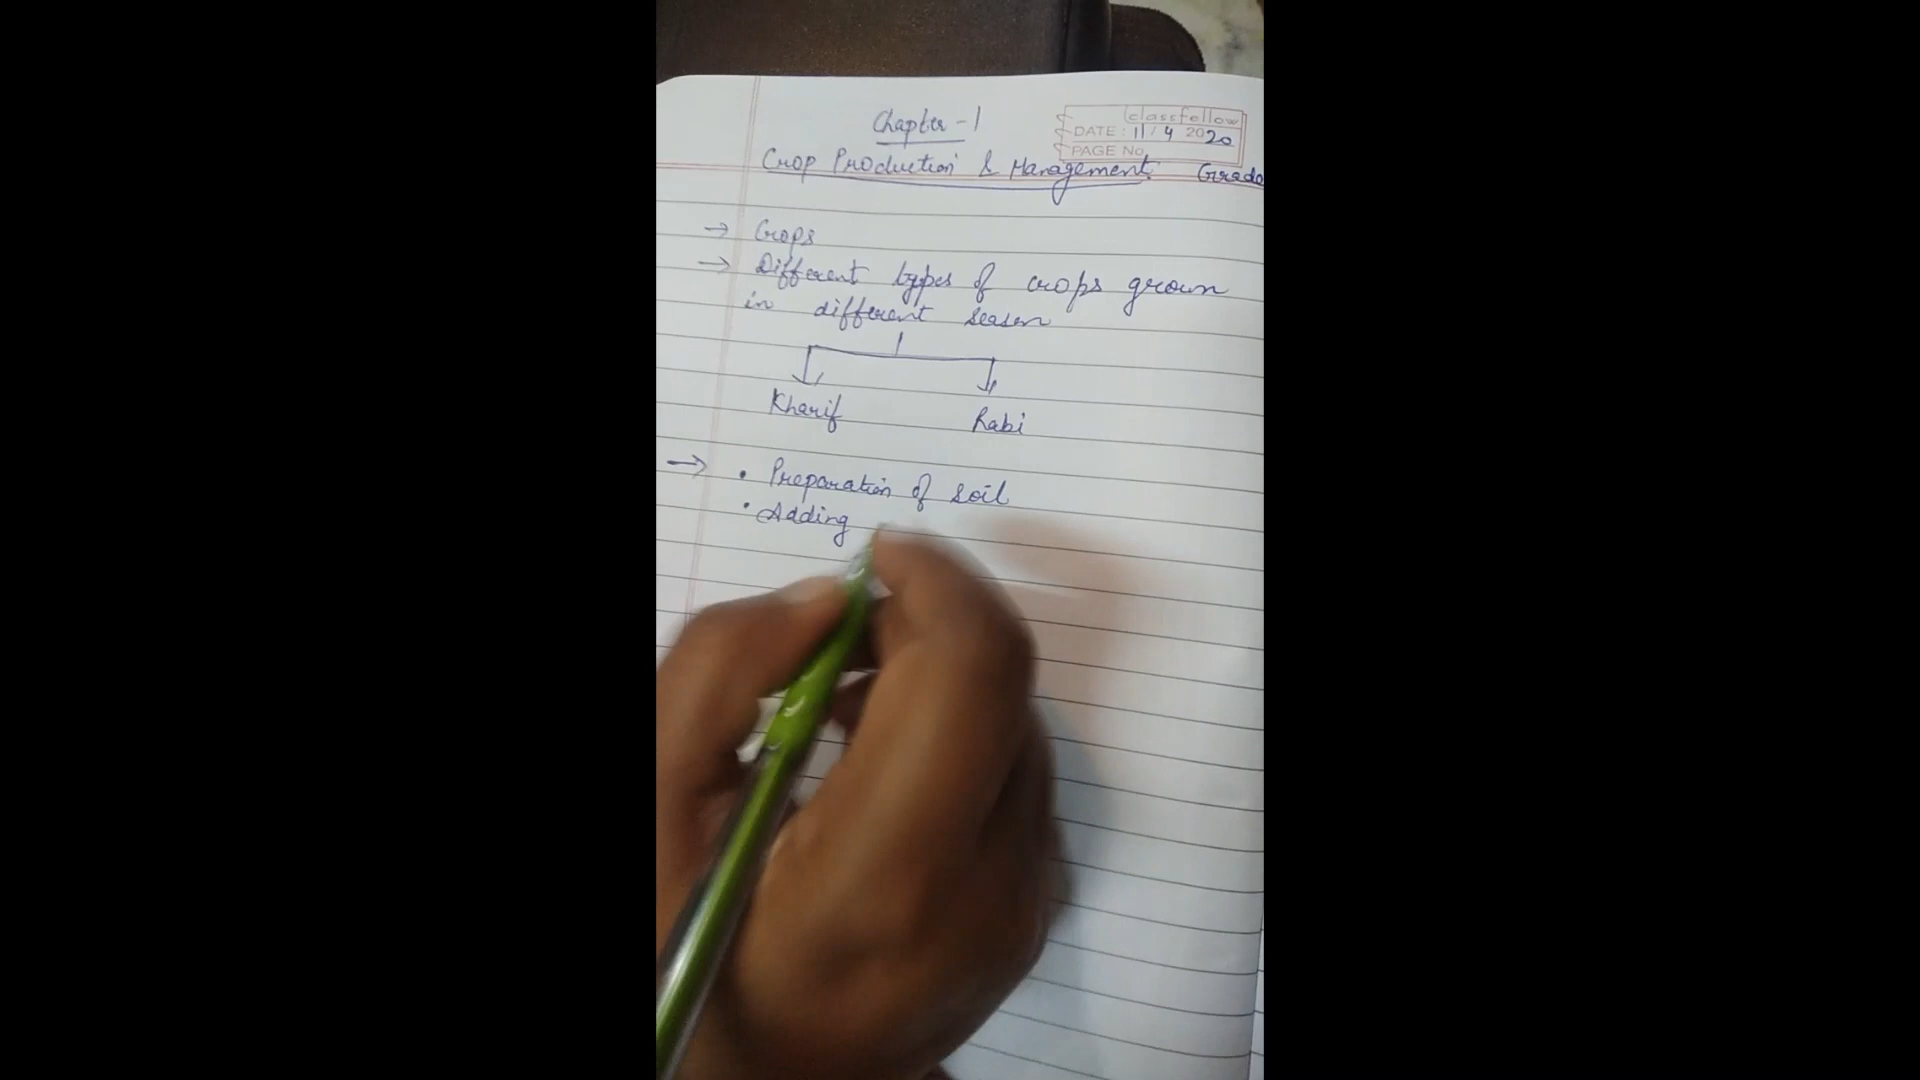 Chapter - 1
classfellow
DATE : 11 / 4 2020
PAGE No.
Crop Production & Management. Grade
→ Crops
→ Different types of crops grown
in different season
Kharif Rabi
→ • Preparation of soil
• Adding